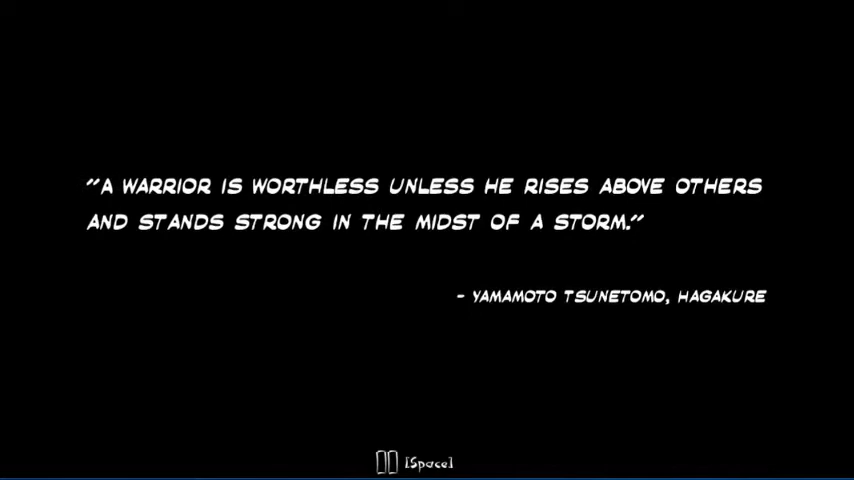 "A WARRIOR IS WORTHLESS UNLESS HE RISES ABOVE OTHERS
AND STANDS STRONG IN THE MIDST OF A STORM."
- YAMAMOTO TSUNETOMO, HAGAKURE
[Space]